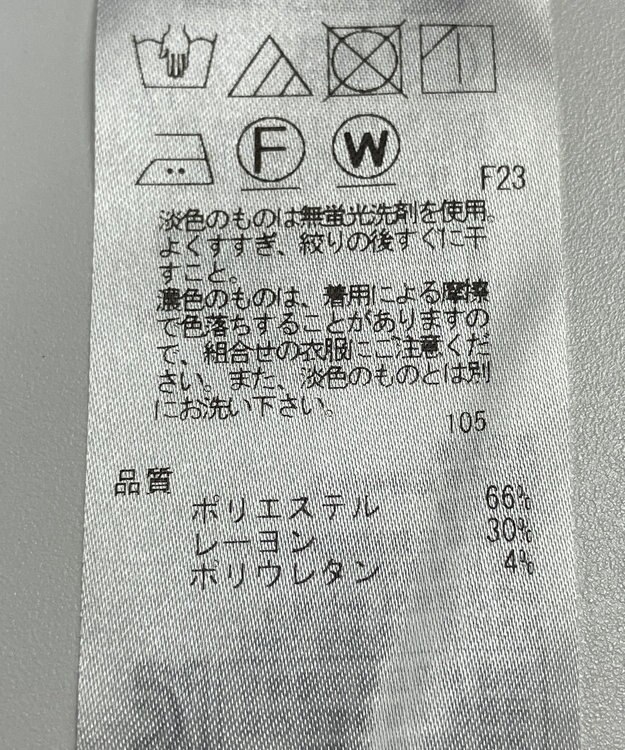 F W
F23
淡色のものは無蛍光洗剤を使用。
よくすすぎ、絞りの後すぐに干
すこと。
濃色のものは、着用による摩擦
で色落ちすることがありますの
で、組合せの衣服にご注意くだ
さい。また、淡色のものとは別
にお洗い下さい。
105
品質
ポリエステル 66%
レーヨン 30%
ポリウレタン 4%